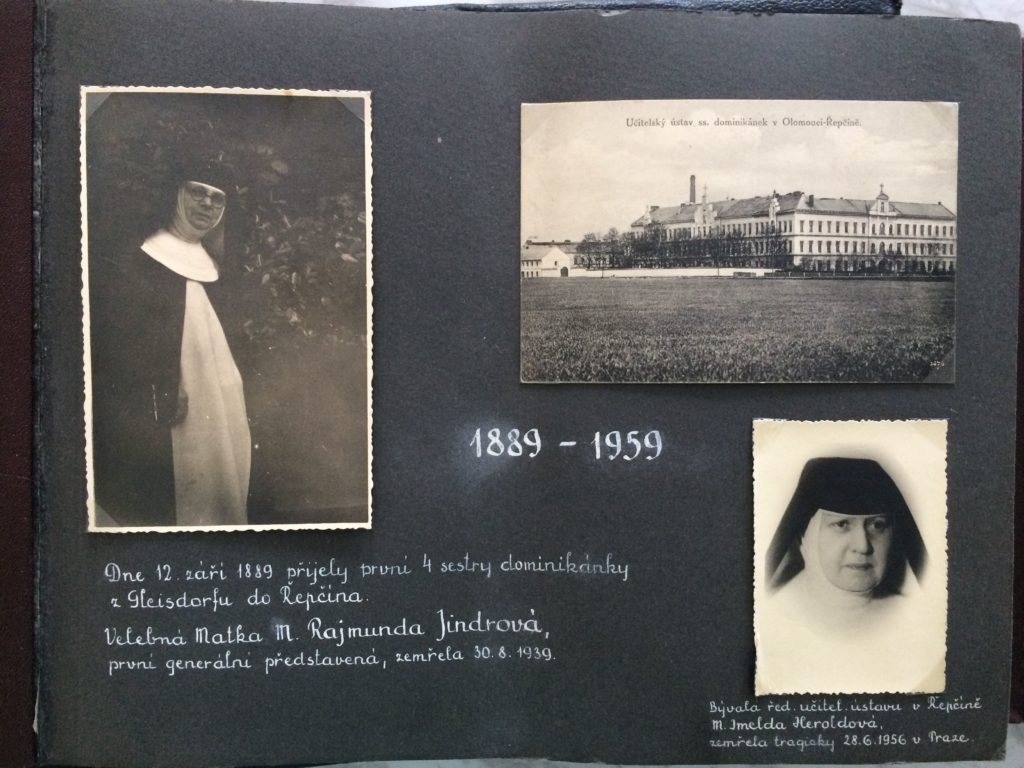 Učitelský ústav ss. dominikánek v Olomouci-Řepčíně.
1889 – 1959
Dne 12. září 1889 přijely první 4 sestry dominikánky
z Gleisdorfu do Řepčína.
Velebná Matka M. Rajmunda Jindrová,
první generální představená, zemřela 30.8.1939.
Bývalá řed. učitel. ústavu v Řepčíně
M. Imelda Heroldová,
zemřela tragicky 28.6.1956 v Praze.